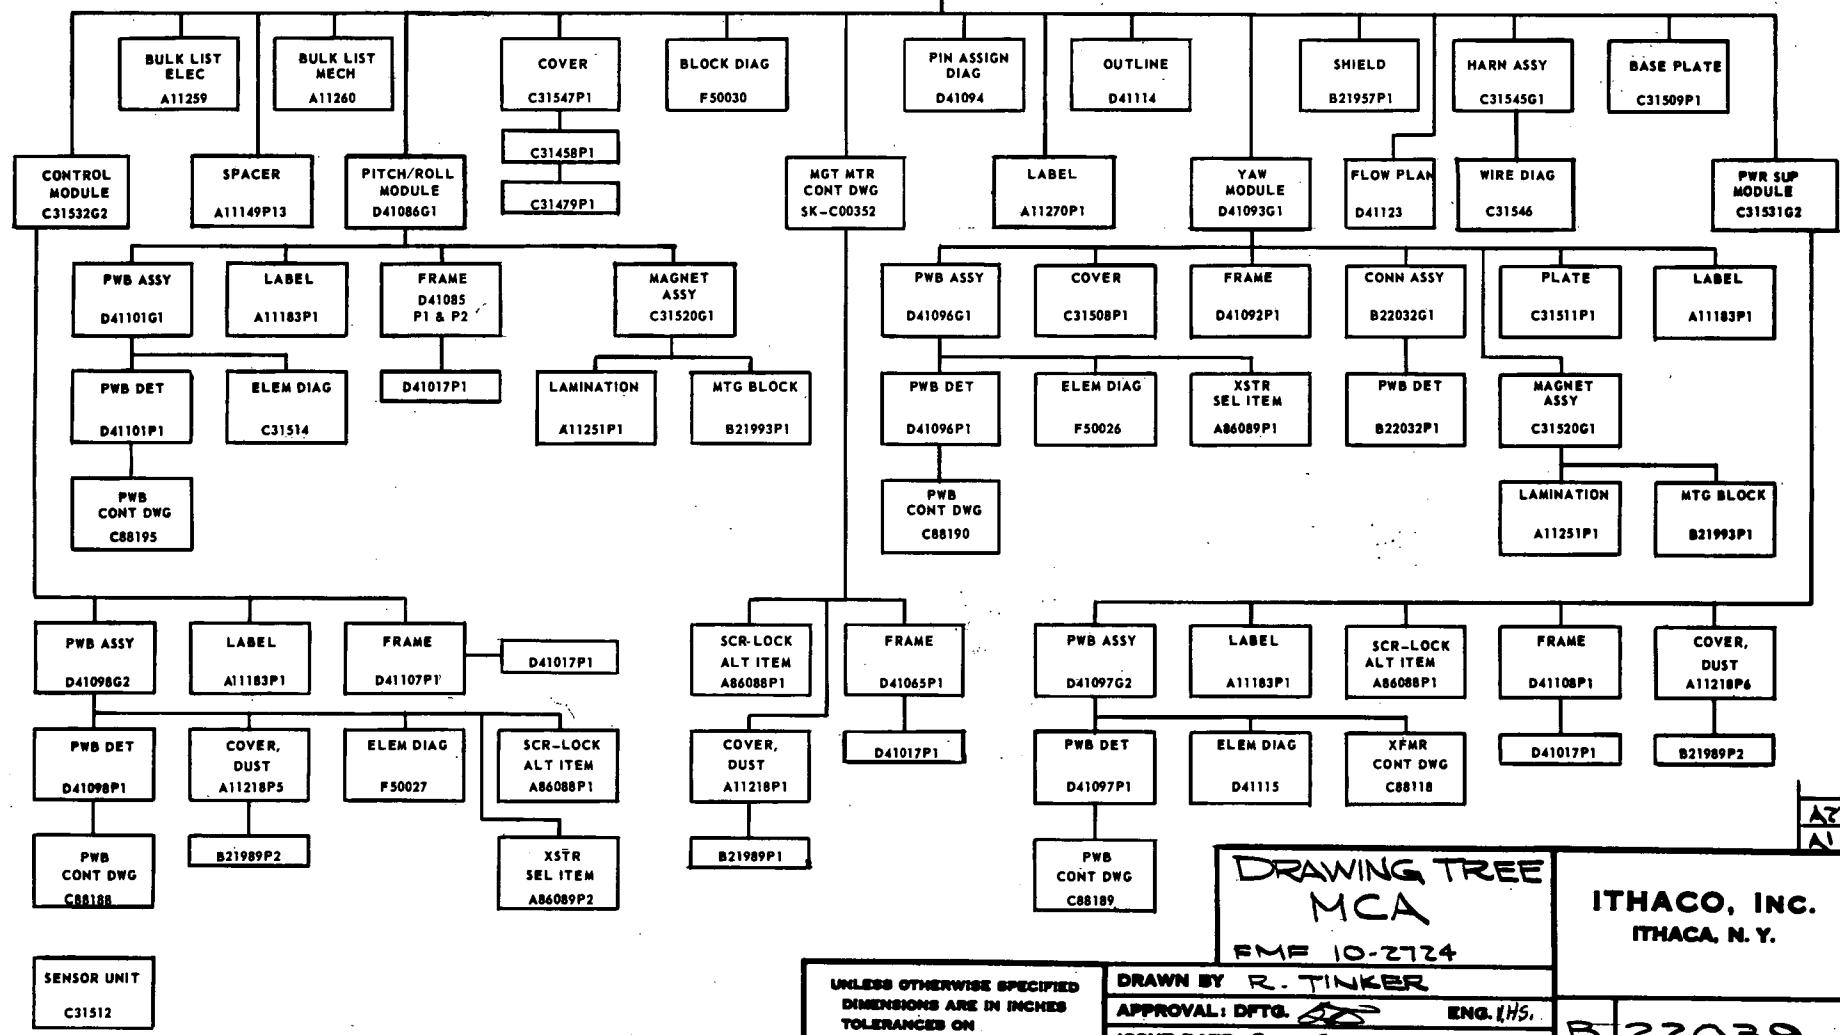 BULK LIST
ELEC
A11259
BULK LIST
MECH
A11260
COVER
C31547P1
BLOCK DIAG
F50030
PIN ASSIGN
DIAG
D41094
OUTLINE
D41114
SHIELD
B21957P1
HARN ASSY
C31545G1
BASE PLATE
C31509P1
C31458P1
C31479P1
CONTROL
MODULE
C31532G2
SPACER
A11149P13
PITCH/ROLL
MODULE
D41086G1
MGT MTR
CONT DWG
SK-C00352
LABEL
A11270P1
YAW
MODULE
D41093G1
FLOW PLAN
D41123
WIRE DIAG
C31546
PWR SUP
MODULE
C31531G2
PWB ASSY
D41101G1
LABEL
A11183P1
FRAME
D41085
P1 & P2
MAGNET
ASSY
C31520G1
PWB ASSY
D41096G1
COVER
C31508P1
FRAME
D41092P1
CONN ASSY
B22032G1
PLATE
C31511P1
LABEL
A11183P1
PWB DET
D41101P1
ELEM DIAG
C31514
D41017P1
LAMINATION
A11251P1
MTG BLOCK
B21993P1
PWB DET
D41096P1
ELEM DIAG
F50026
XSTR
SEL ITEM
A86089P1
PWB DET
B22032P1
MAGNET
ASSY
C31520G1
PWB
CONT DWG
C88195
PWB
CONT DWG
C88190
LAMINATION
A11251P1
MTG BLOCK
B21993P1
PWB ASSY
D41098G2
LABEL
A11183P1
FRAME
D41107P1
D41017P1
SCR-LOCK
ALT ITEM
A86088P1
FRAME
D41065P1
PWB ASSY
D41097G2
LABEL
A11183P1
SCR-LOCK
ALT ITEM
A86088P1
FRAME
D41108P1
COVER,
DUST
A11218P6
PWB DET
D41098P1
COVER,
DUST
A11218P5
ELEM DIAG
F50027
SCR-LOCK
ALT ITEM
A86088P1
COVER,
DUST
A11218P1
D41017P1
PWB DET
D41097P1
ELEM DIAG
D41115
XFMR
CONT DWG
C88118
D41017P1
B21989P2
PWB
CONT DWG
C88188
B21989P2
XSTR
SEL ITEM
A86089P2
B21989P1
PWB
CONT DWG
C88189
SENSOR UNIT
C31512
A2
A1
DRAWING TREE
MCA
FMF 10-2724
ITHACO, INC.
ITHACA, N. Y.
UNLESS OTHERWISE SPECIFIED
DIMENSIONS ARE IN INCHES
TOLERANCES ON
DRAWN BY R. TINKER
APPROVAL: DFTG. ENG. LHS.
B 22039